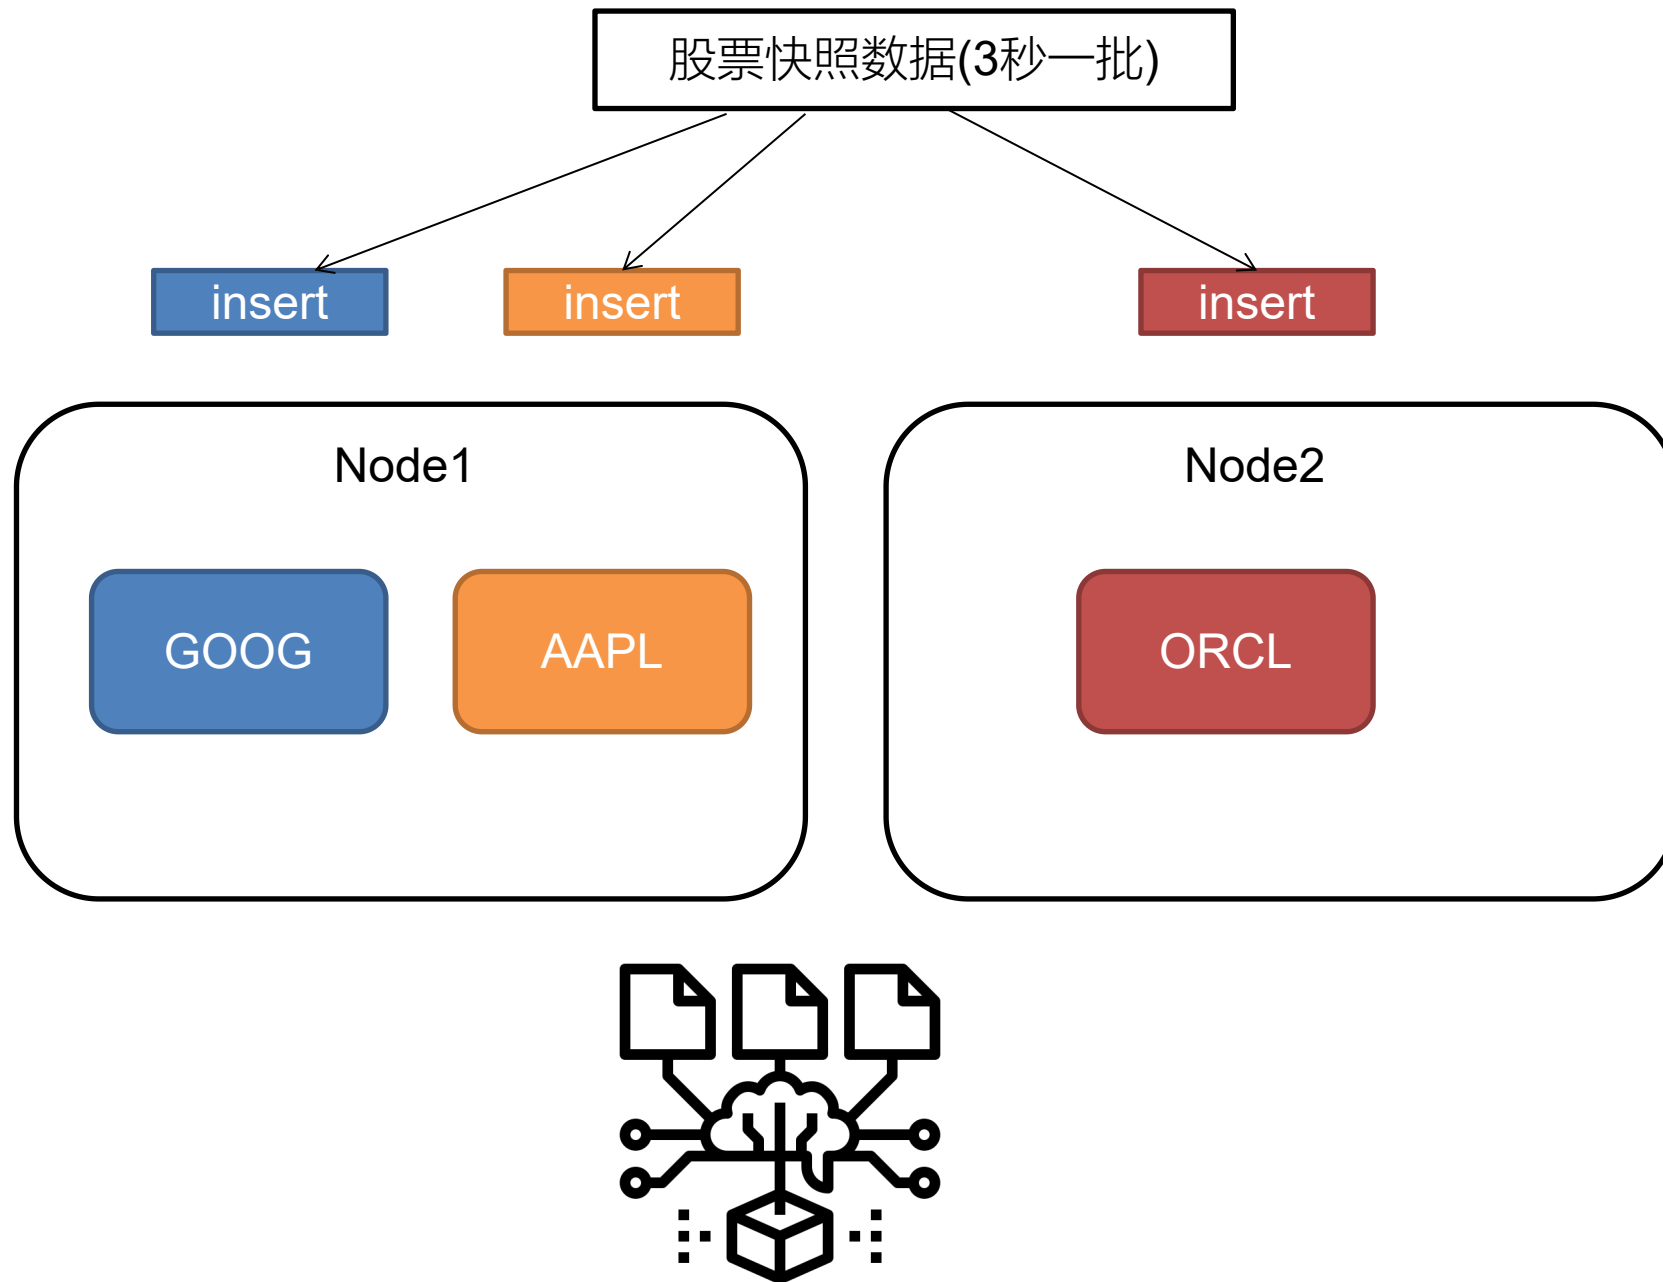 股票快照数据(3秒一批)
insert
insert
insert
Node1
Node2
GOOG
AAPL
ORCL